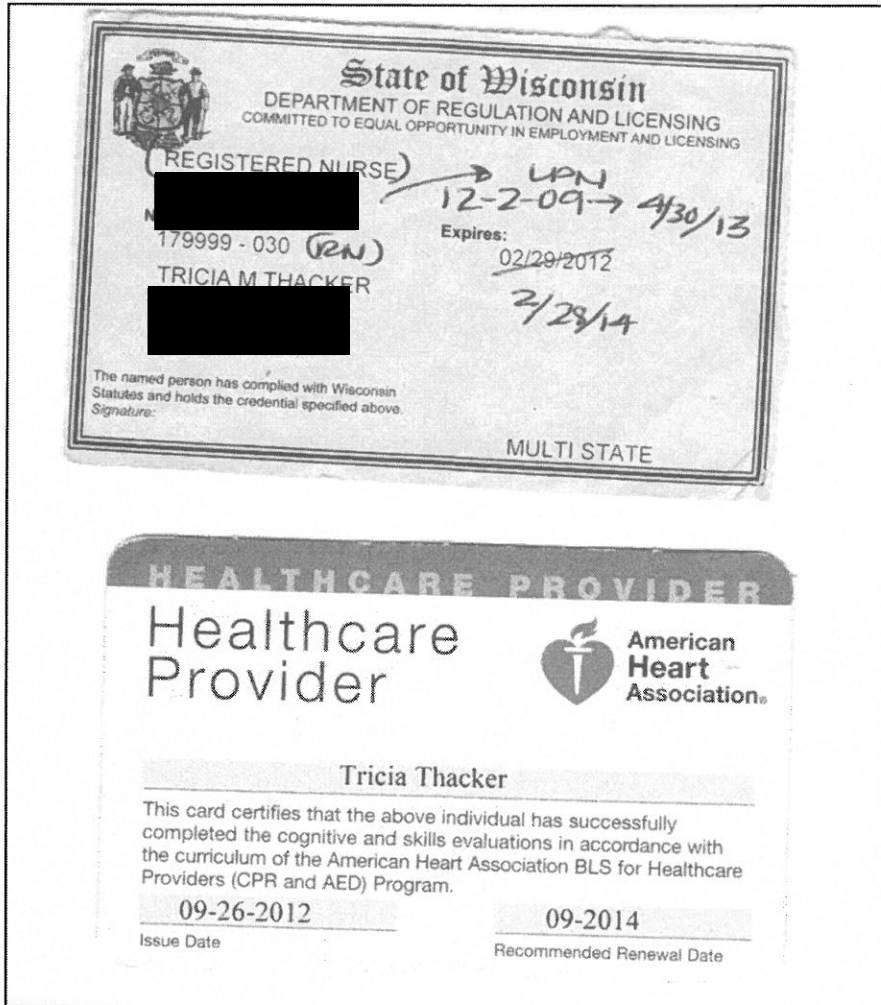 State of Wisconsin
DEPARTMENT OF REGULATION AND LICENSING
COMMITTED TO EQUAL OPPORTUNITY IN EMPLOYMENT AND LICENSING
(REGISTERED NURSE)
LPN
12-2-09→ 4/30/13
N
179999 - 030 (RN)
Expires:
02/29/2012
TRICIA M THACKER
2/28/14
The named person has complied with Wisconsin
Statutes and holds the credential specified above.
Signature:
MULTI STATE
HEALTHCARE PROVIDER
Healthcare
Provider
American
Heart
Association®
Tricia Thacker
This card certifies that the above individual has successfully
completed the cognitive and skills evaluations in accordance with
the curriculum of the American Heart Association BLS for Healthcare
Providers (CPR and AED) Program.
09-26-2012
Issue Date
09-2014
Recommended Renewal Date